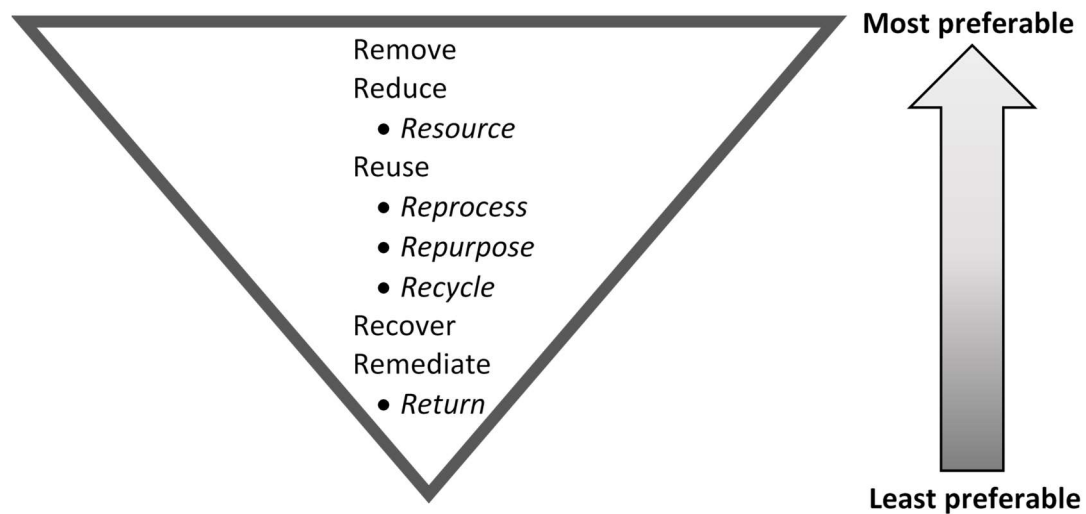 Most preferable
Remove
Reduce
• Resource
Reuse
• Reprocess
• Repurpose
• Recycle
Recover
Remediate
• Return
Least preferable